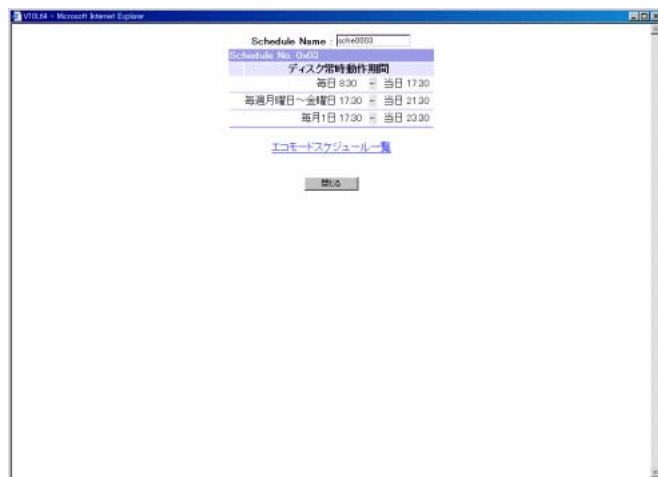 V10L64 - Microsoft Internet Explorer
Schedule Name : sche0003
Schedule No. 0x03
ディスク常時動作期間
毎日 8:30 ～ 当日 17:30
毎週月曜日～金曜日 17:30 ～ 当日 21:30
毎月1日 17:30 ～ 当日 23:30
エコモードスケジュール一覧
閉じる